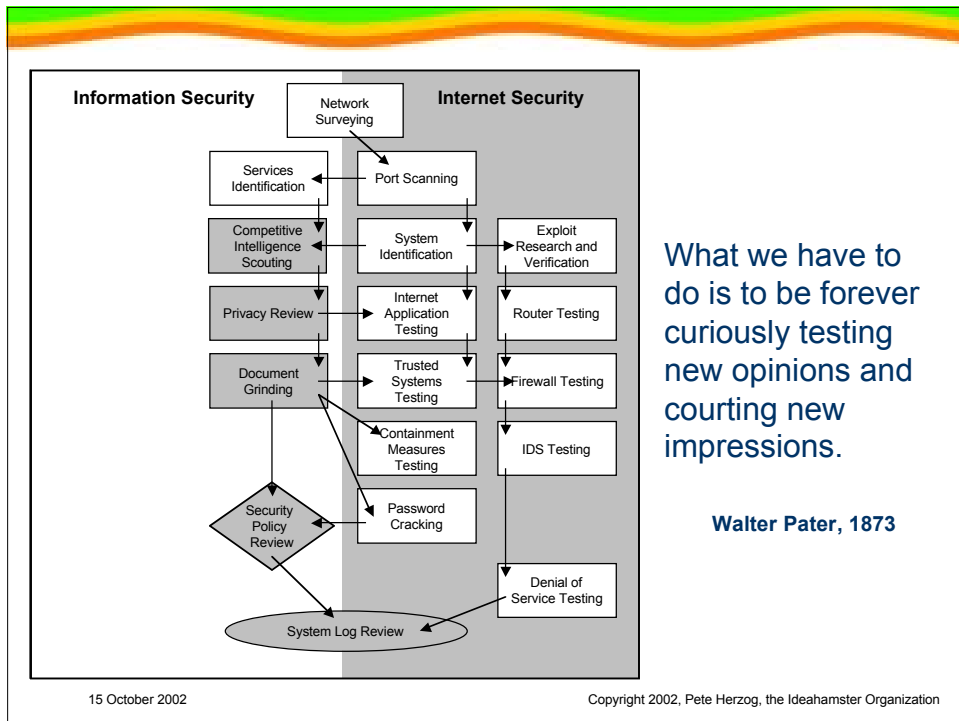 Information Security
Internet Security
Network
Surveying
Services
Identification
Port Scanning
Competitive
Intelligence
Scouting
System
Identification
Exploit
Research and
Verification
Privacy Review
Internet
Application
Testing
Router Testing
Document
Grinding
Trusted
Systems
Testing
Firewall Testing
Containment
Measures
Testing
IDS Testing
Security
Policy
Review
Password
Cracking
Denial of
Service Testing
System Log Review
What we have to
do is to be forever
curiously testing
new opinions and
courting new
impressions.
Walter Pater, 1873
15 October 2002
Copyright 2002, Pete Herzog, the Ideahamster Organization